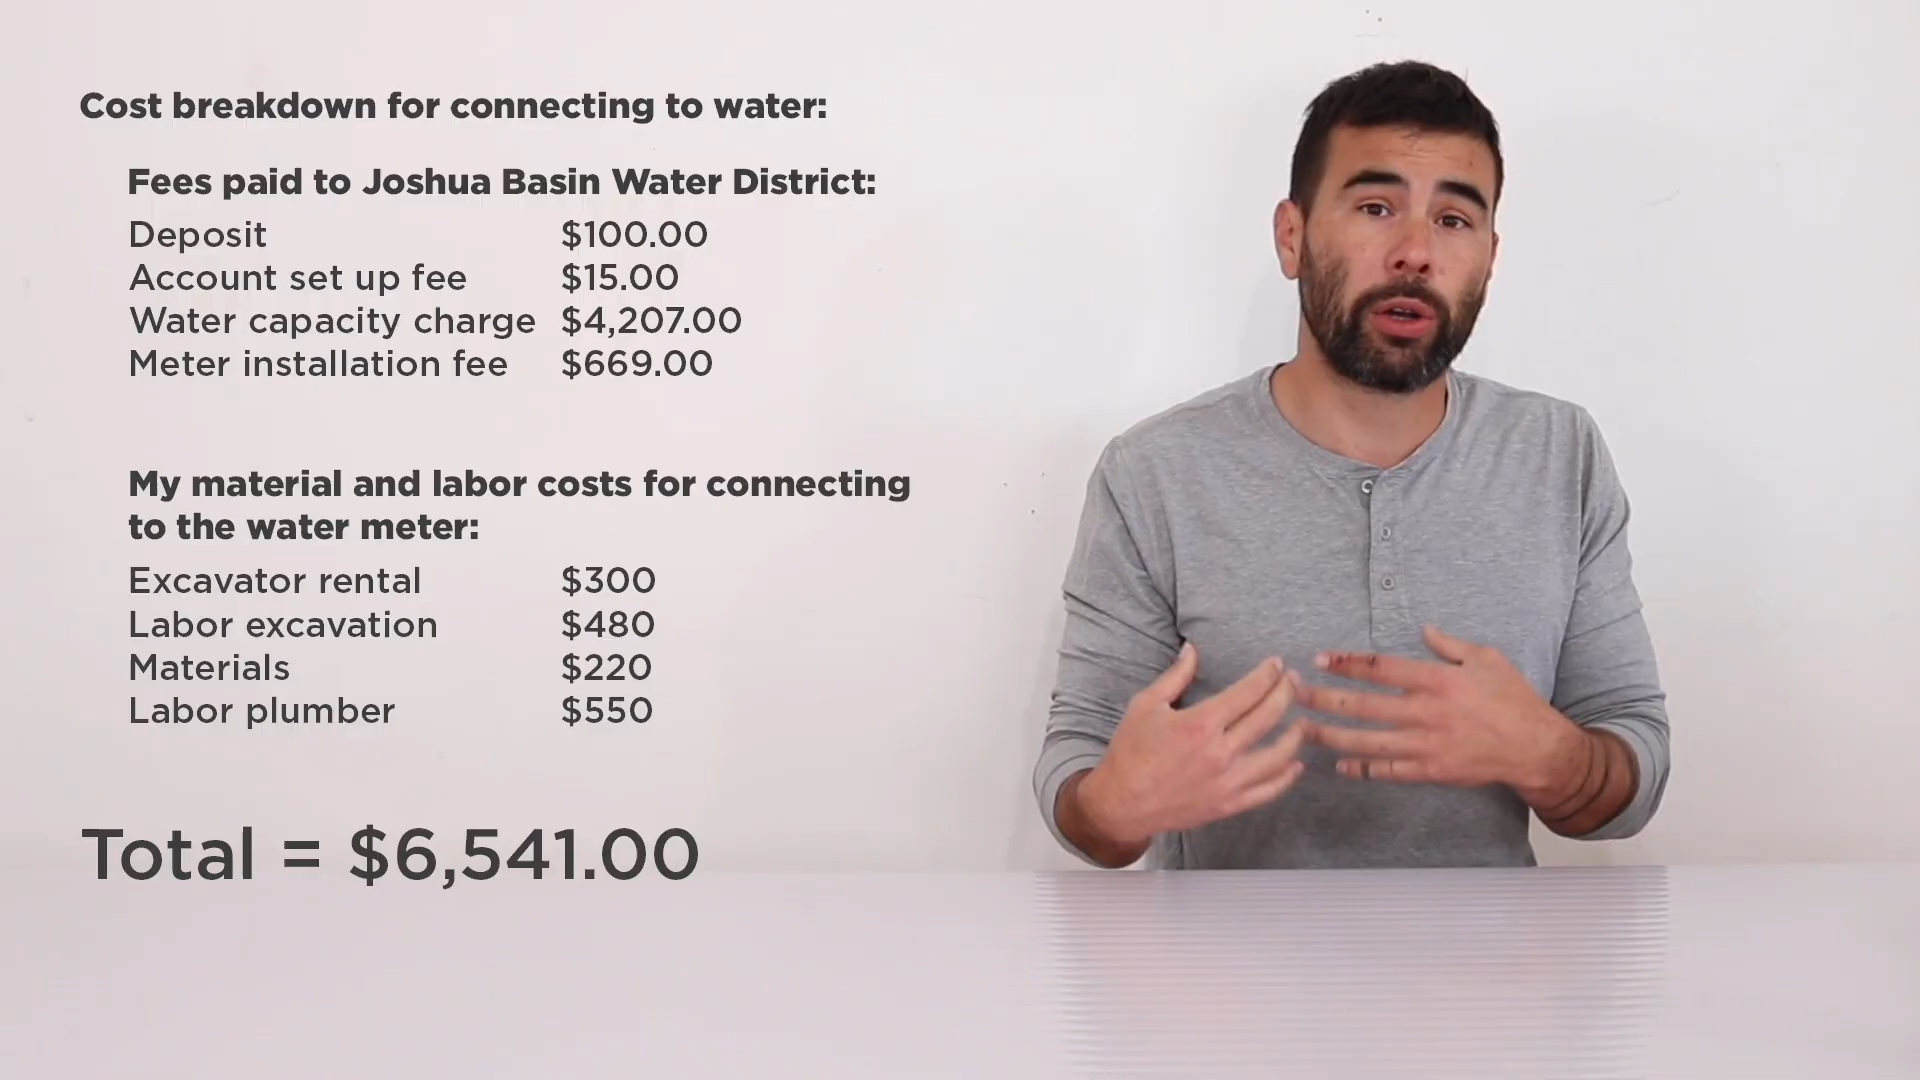 Cost breakdown for connecting to water:
Fees paid to Joshua Basin Water District:
Deposit $100.00
Account set up fee $15.00
Water capacity charge $4,207.00
Meter installation fee $669.00
My material and labor costs for connecting
to the water meter:
Excavator rental $300
Labor excavation $480
Materials $220
Labor plumber $550
Total = $6,541.00